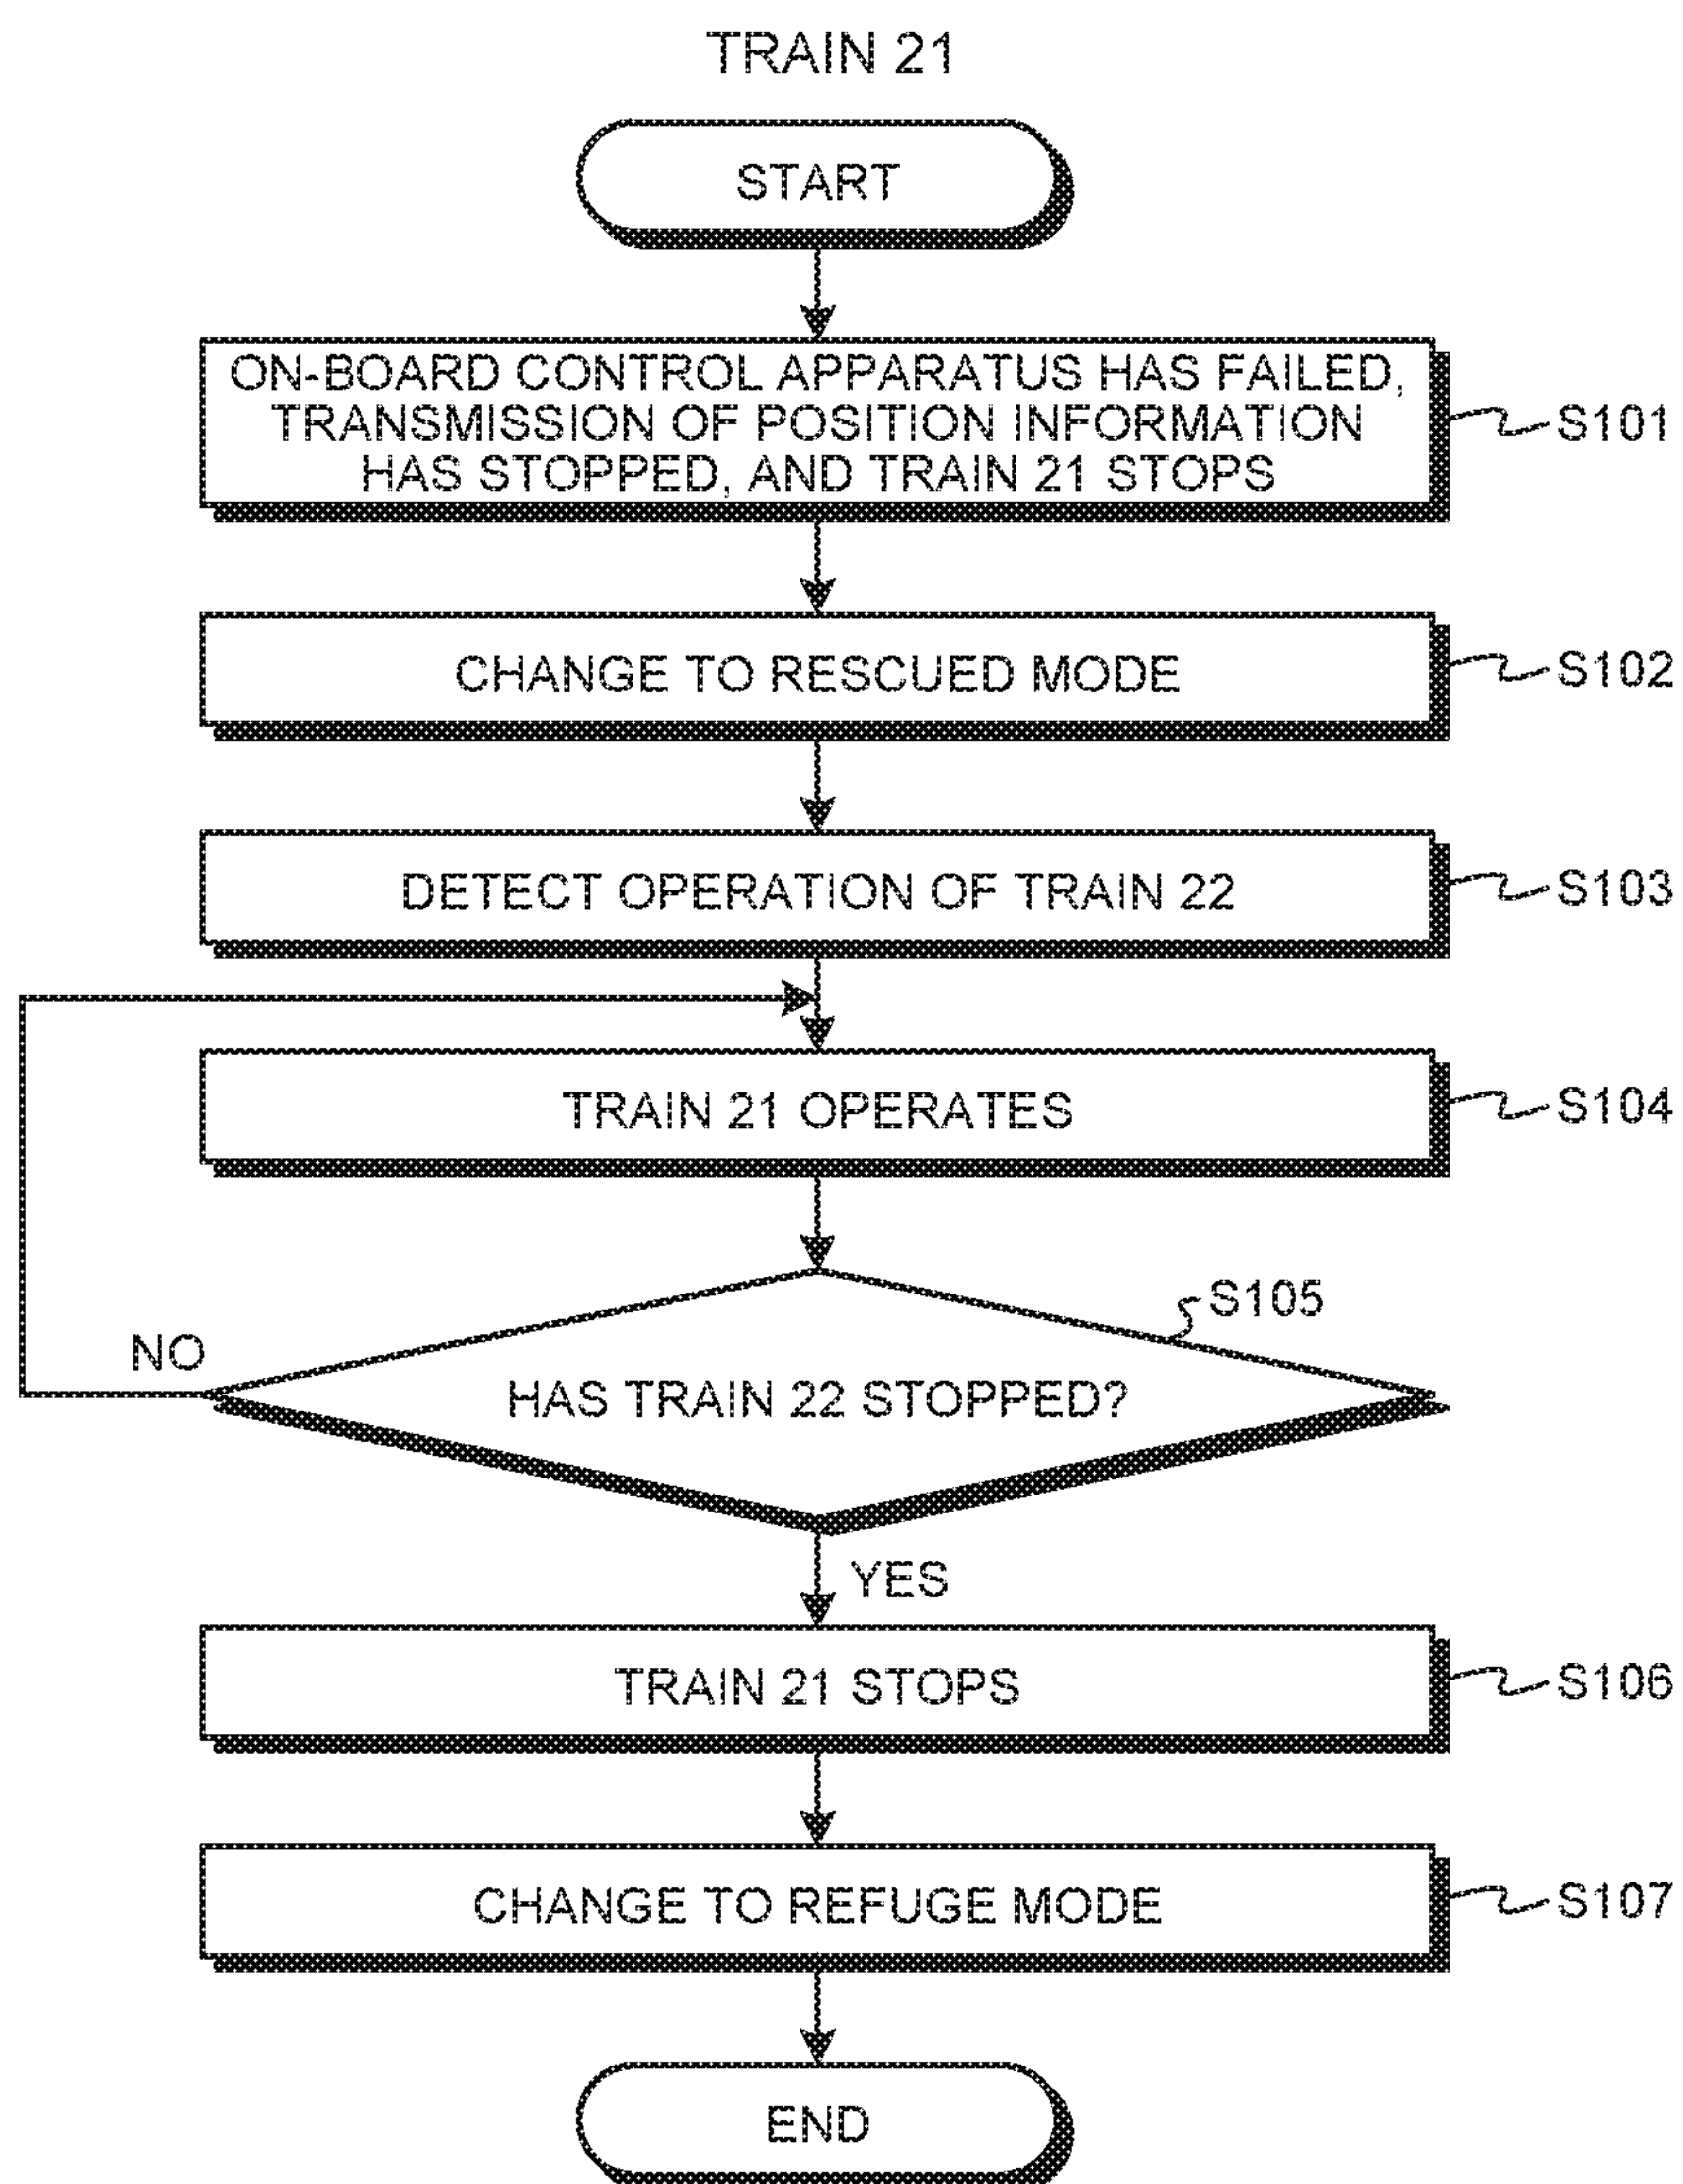 TRAIN 21
START
ON-BOARD CONTROL APPARATUS HAS FAILED,
TRANSMISSION OF POSITION INFORMATION
HAS STOPPED, AND TRAIN 21 STOPS
S101
CHANGE TO RESCUED MODE
S102
DETECT OPERATION OF TRAIN 22
S103
TRAIN 21 OPERATES
S104
S105
NO
HAS TRAIN 22 STOPPED?
YES
TRAIN 21 STOPS
S106
CHANGE TO REFUGE MODE
S107
END